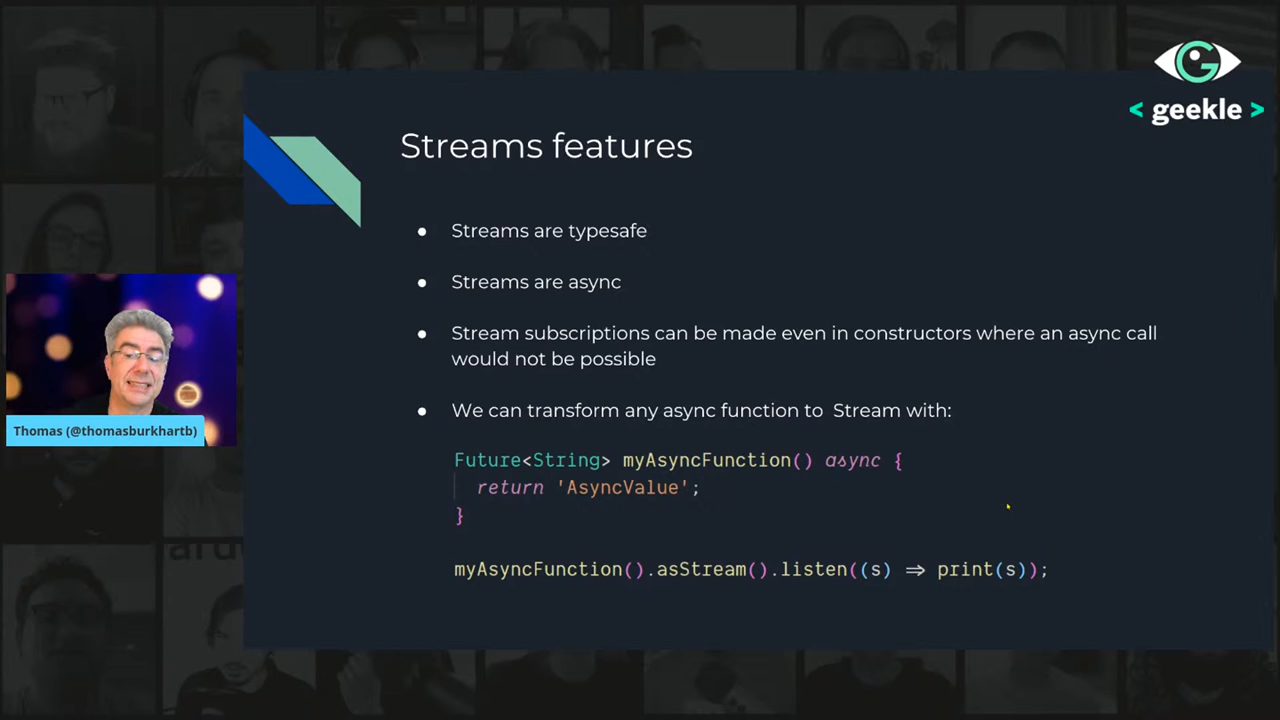 G
< geekle >
Streams features
● Streams are typesafe
● Streams are async
● Stream subscriptions can be made even in constructors where an async call
would not be possible
● We can transform any async function to Stream with:
Future<String> myAsyncFunction() async {
return 'AsyncValue';
}
myAsyncFunction().asStream().listen((s) => print(s));
Thomas (@thomasburkhartb)